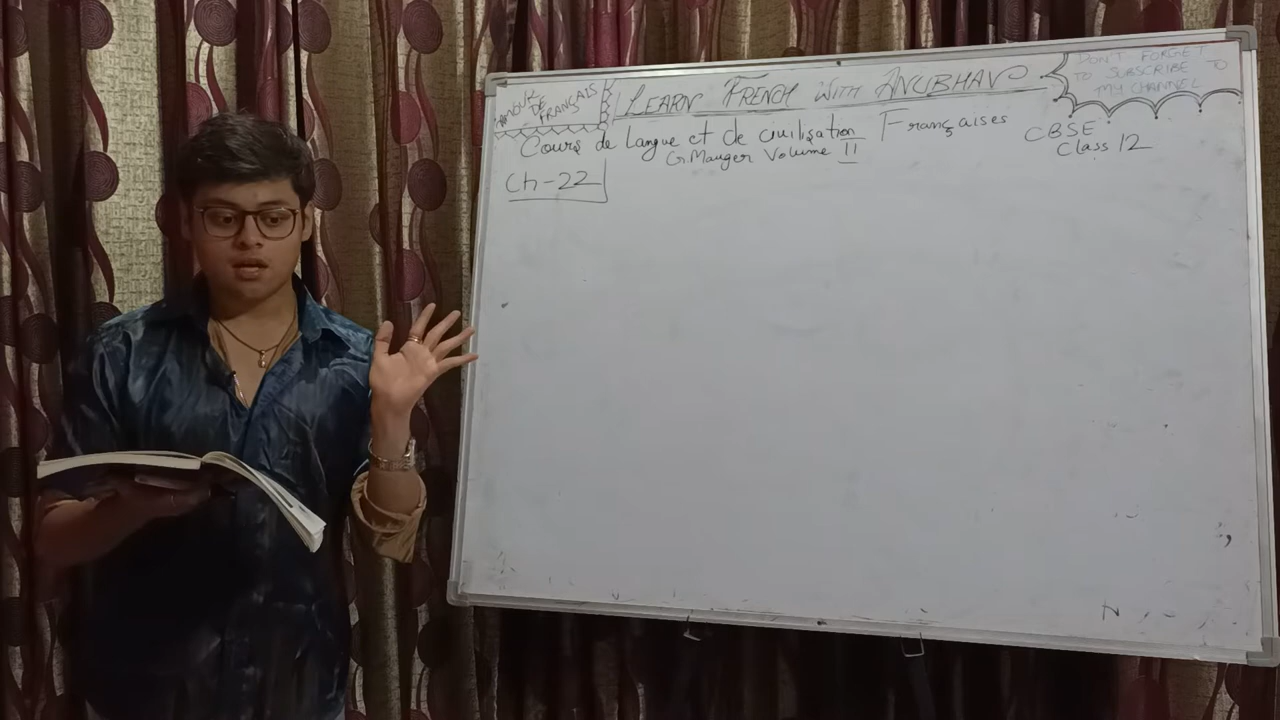 DE
FRANÇAIS
LEARN FRENCH WITH ANUBHAV
DON'T FORGET
TO SUBSCRIBE TO
MY CHANNEL
Cours de Langue et de civilisation Françaises
G.Mauger Volume II
CBSE
Class 12
Ch-22
N